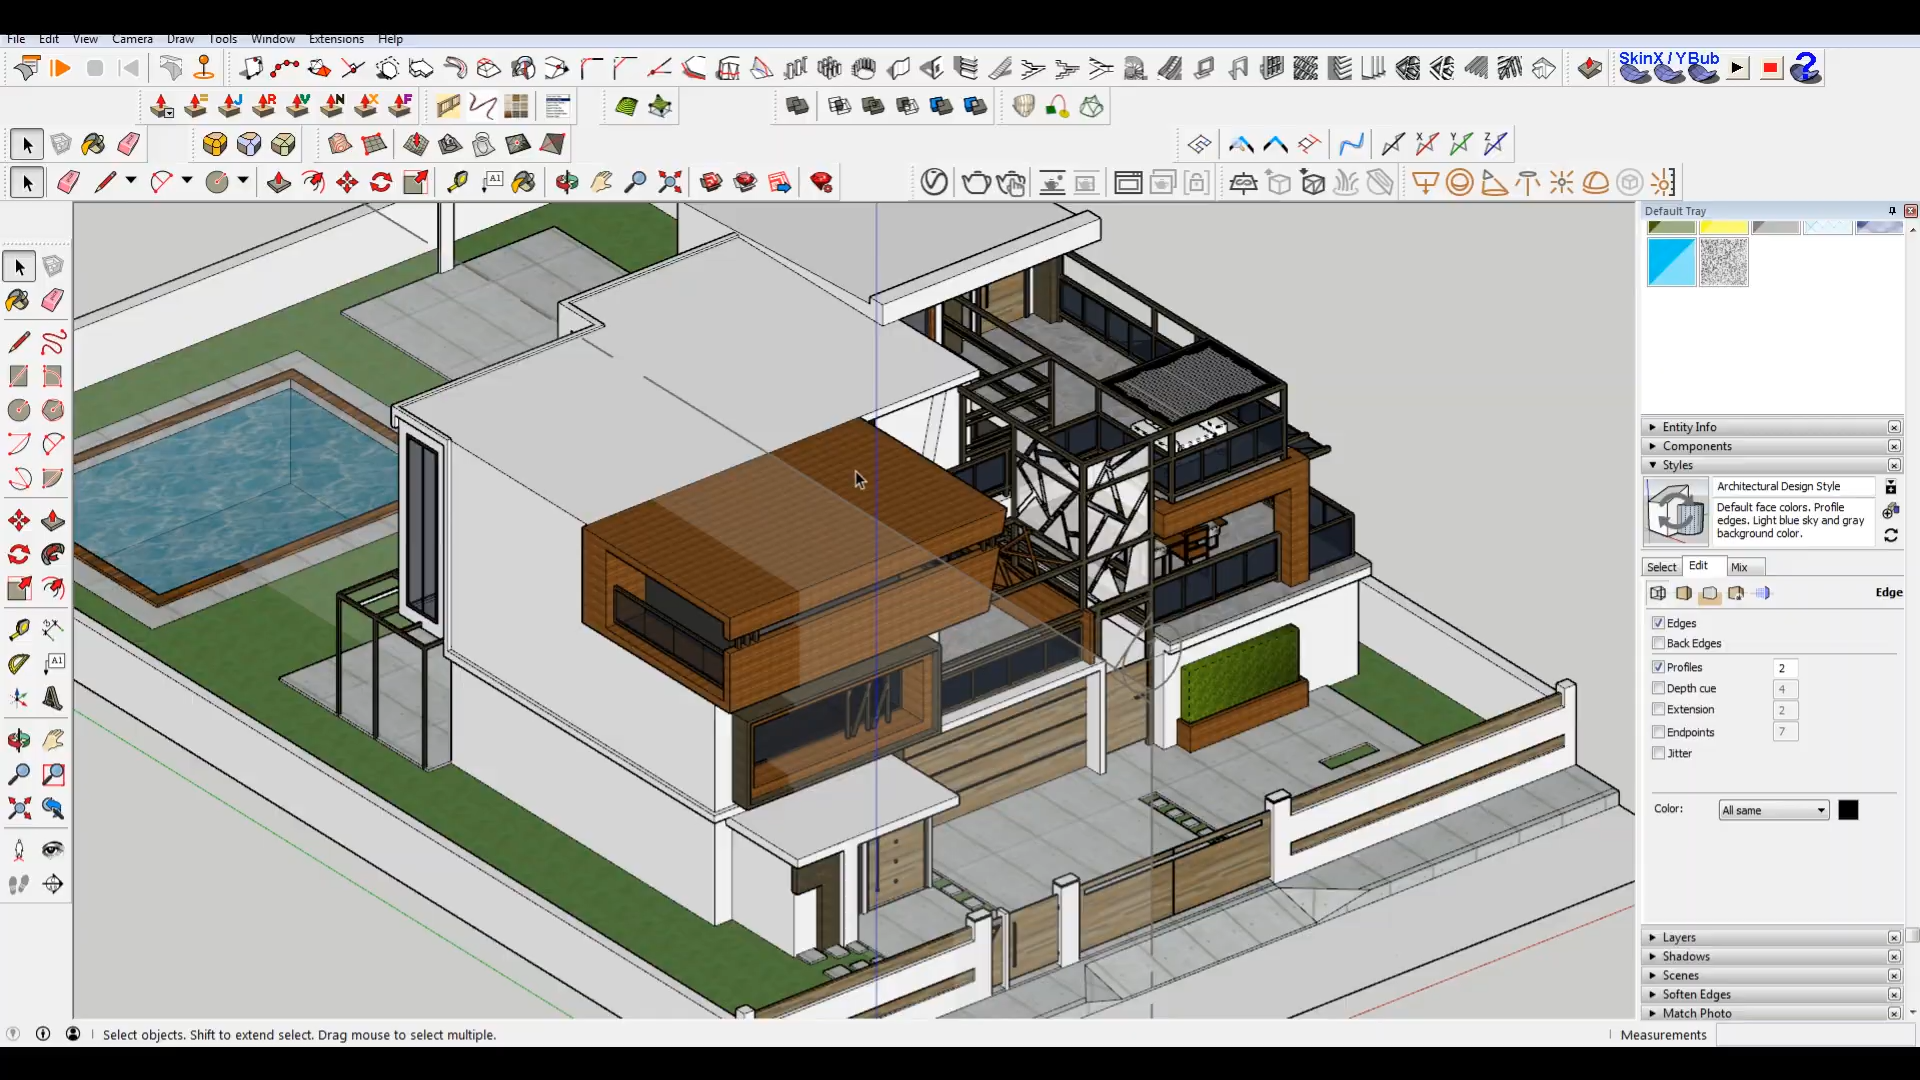 File Edit View Camera Draw Tools Window Extensions Help
SkinX / YBub
?
= J R V N X F
X Y Z
A1
Default Tray
Entity Info
Components
Styles
Architectural Design Style
Default face colors. Profile
edges. Light blue sky and gray
background color.
Select Edit Mix
Edge
Edges
Back Edges
Profiles 2
Depth cue 4
Extension 2
Endpoints 7
Jitter
Color: All same
A1
Layers
Shadows
Scenes
Soften Edges
Match Photo
Select objects. Shift to extend select. Drag mouse to select multiple.
Measurements